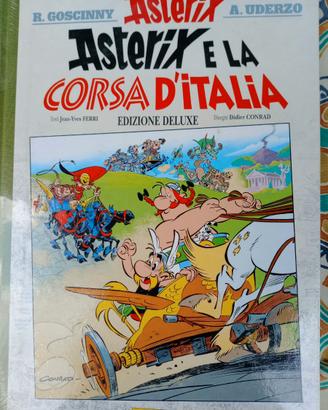 Asterix
R. GOSCINNY A. UDERZO
Asterix E LA
CORSA D'ITALIA
Testi Jean-Yves FERRI Disegni Didier CONRAD
EDIZIONE DELUXE
CONRAD